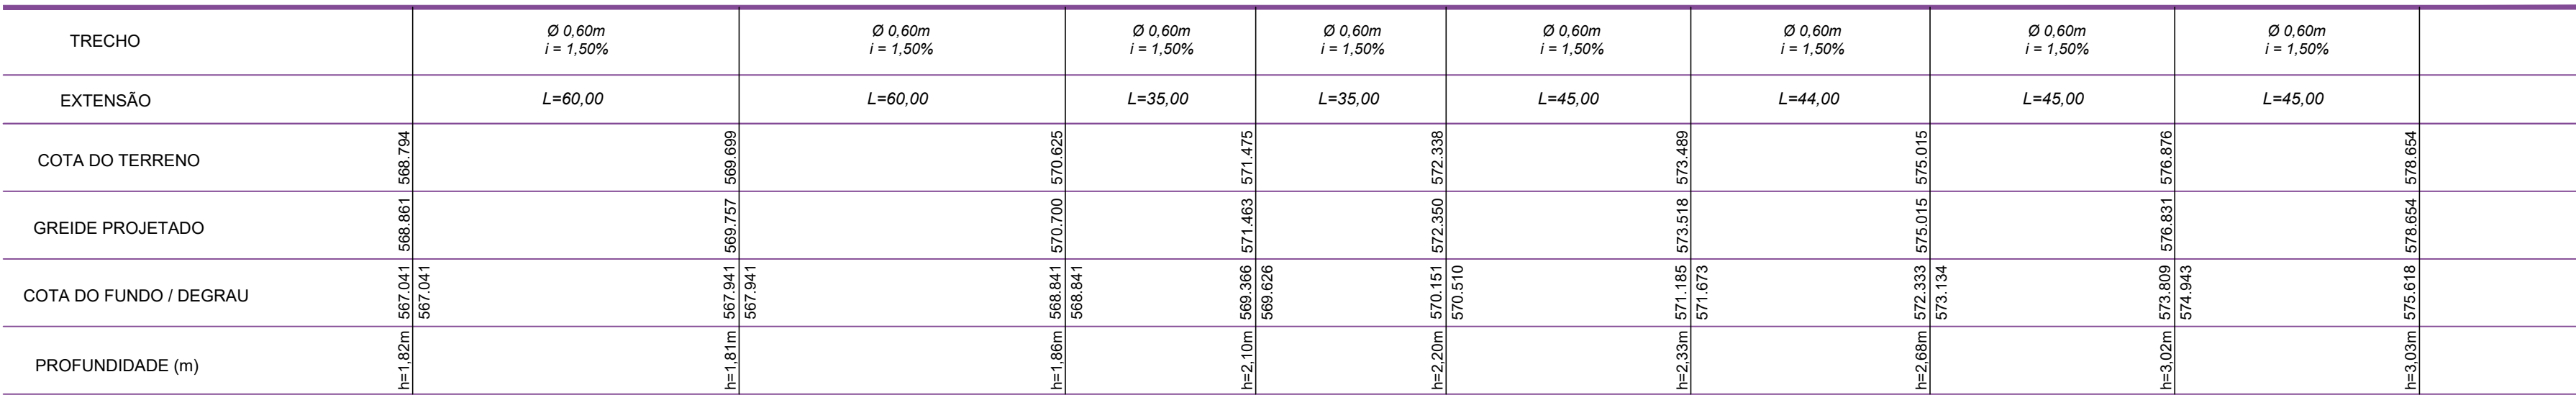 TRECHO
Ø 0,60m
i = 1,50%
Ø 0,60m
i = 1,50%
Ø 0,60m
i = 1,50%
Ø 0,60m
i = 1,50%
Ø 0,60m
i = 1,50%
Ø 0,60m
i = 1,50%
Ø 0,60m
i = 1,50%
Ø 0,60m
i = 1,50%
EXTENSÃO
L=60,00
L=60,00
L=35,00
L=35,00
L=45,00
L=44,00
L=45,00
L=45,00
COTA DO TERRENO
568.794
569.699
570.625
571.475
572.338
573.489
575.015
576.876
578.654
GREIDE PROJETADO
568.861
569.757
570.700
571.463
572.350
573.518
575.015
576.831
578.654
COTA DO FUNDO / DEGRAU
567.041
567.041
567.941
567.941
568.841
568.841
569.366
569.626
570.151
570.510
571.185
571.673
572.333
573.134
573.809
574.943
575.618
PROFUNDIDADE (m)
h=1,82m
h=1,81m
h=1,86m
h=2,10m
h=2,20m
h=2,33m
h=2,68m
h=3,02m
h=3,03m